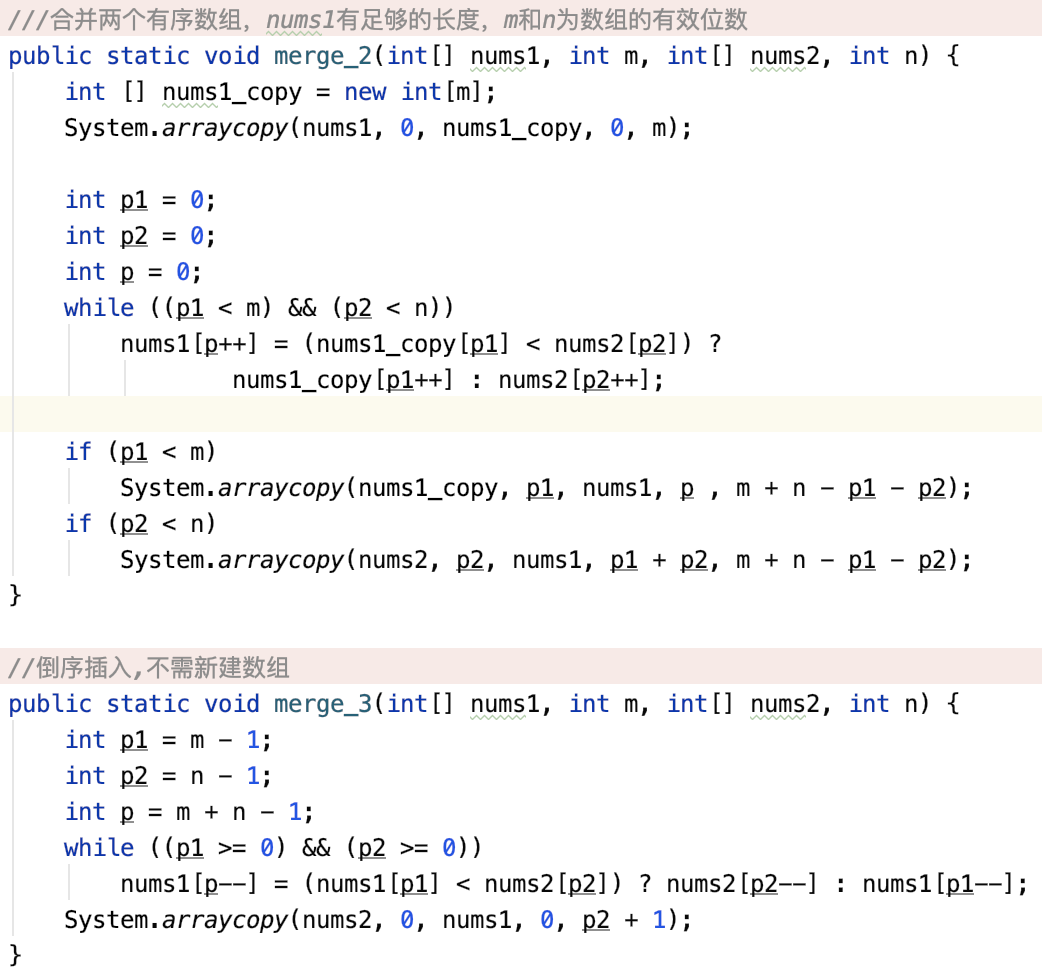 ///合并两个有序数组，nums1有足够的长度，m和n为数组的有效位数
public static void merge_2(int[] nums1, int m, int[] nums2, int n) {
    int [] nums1_copy = new int[m];
    System.arraycopy(nums1, 0, nums1_copy, 0, m);

    int p1 = 0;
    int p2 = 0;
    int p = 0;
    while ((p1 < m) && (p2 < n))
        nums1[p++] = (nums1_copy[p1] < nums2[p2]) ?
                nums1_copy[p1++] : nums2[p2++];

    if (p1 < m)
        System.arraycopy(nums1_copy, p1, nums1, p , m + n - p1 - p2);
    if (p2 < n)
        System.arraycopy(nums2, p2, nums1, p1 + p2, m + n - p1 - p2);
}

//倒序插入,不需新建数组
public static void merge_3(int[] nums1, int m, int[] nums2, int n) {
    int p1 = m - 1;
    int p2 = n - 1;
    int p = m + n - 1;
    while ((p1 >= 0) && (p2 >= 0))
        nums1[p--] = (nums1[p1] < nums2[p2]) ? nums2[p2--] : nums1[p1--];
    System.arraycopy(nums2, 0, nums1, 0, p2 + 1);
}